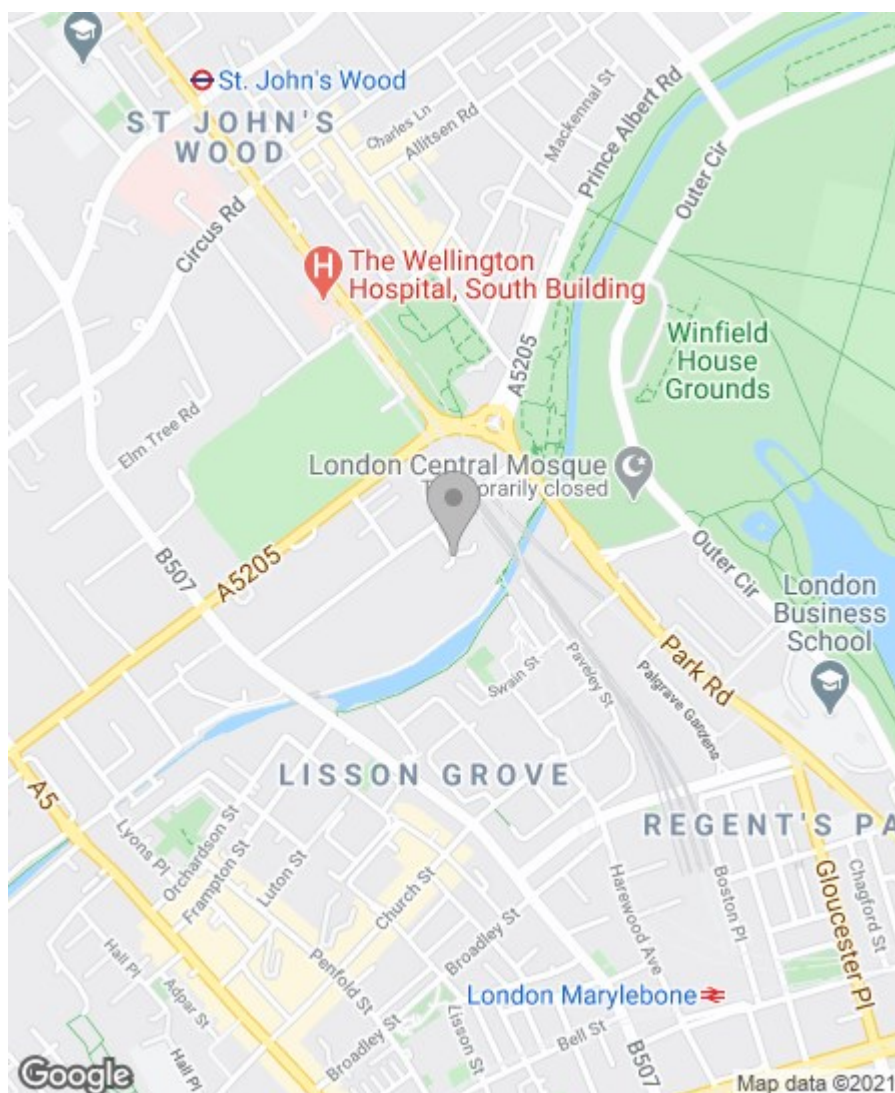 St. John's Wood
ST JOHN'S
WOOD
Charles Ln
Allitsen Rd
Mackennal St
Prince Albert Rd
Outer Cir
Circus Rd
The Wellington
Hospital, South Building
Winfield
House
Grounds
A5205
Elm Tree Rd
London Central Mosque
orarily closed
B507
A5205
Outer Cir
London
Business
School
Park Rd
Swain St
Paveley St
Palgrave Gardens
LISSON GROVE
A5
REGENT'S PA
Lyons Pl
Orchardson St
Frampton St
Luton St
Church St
Harewood Ave
Boston Pl
Gloucester Pl
Chagford St
Hall Pl
Penfold St
Broadley St
Adpar St
London Marylebone
Lisson St
Bell St
Hall Pl
Broadley St
B507
Google
Map data ©2021